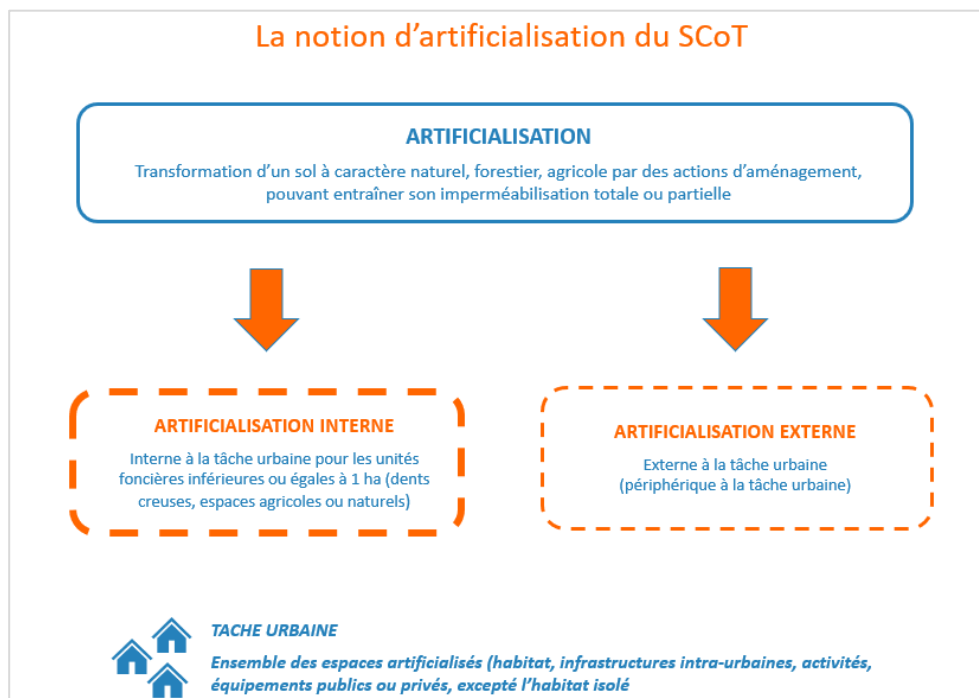 La notion d'artificialisation du SCoT
ARTIFICIALISATION
Transformation d'un sol à caractère naturel, forestier, agricole par des actions d'aménagement,
pouvant entraîner son imperméabilisation totale ou partielle
ARTIFICIALISATION INTERNE
Interne à la tâche urbaine pour les unités
foncières inférieures ou égales à 1 ha (dents
creuses, espaces agricoles ou naturels)
ARTIFICIALISATION EXTERNE
Externe à la tâche urbaine
(périphérique à la tâche urbaine)
TACHE URBAINE
Ensemble des espaces artificialisés (habitat, infrastructures intra-urbaines, activités,
équipements publics ou privés, excepté l'habitat isolé